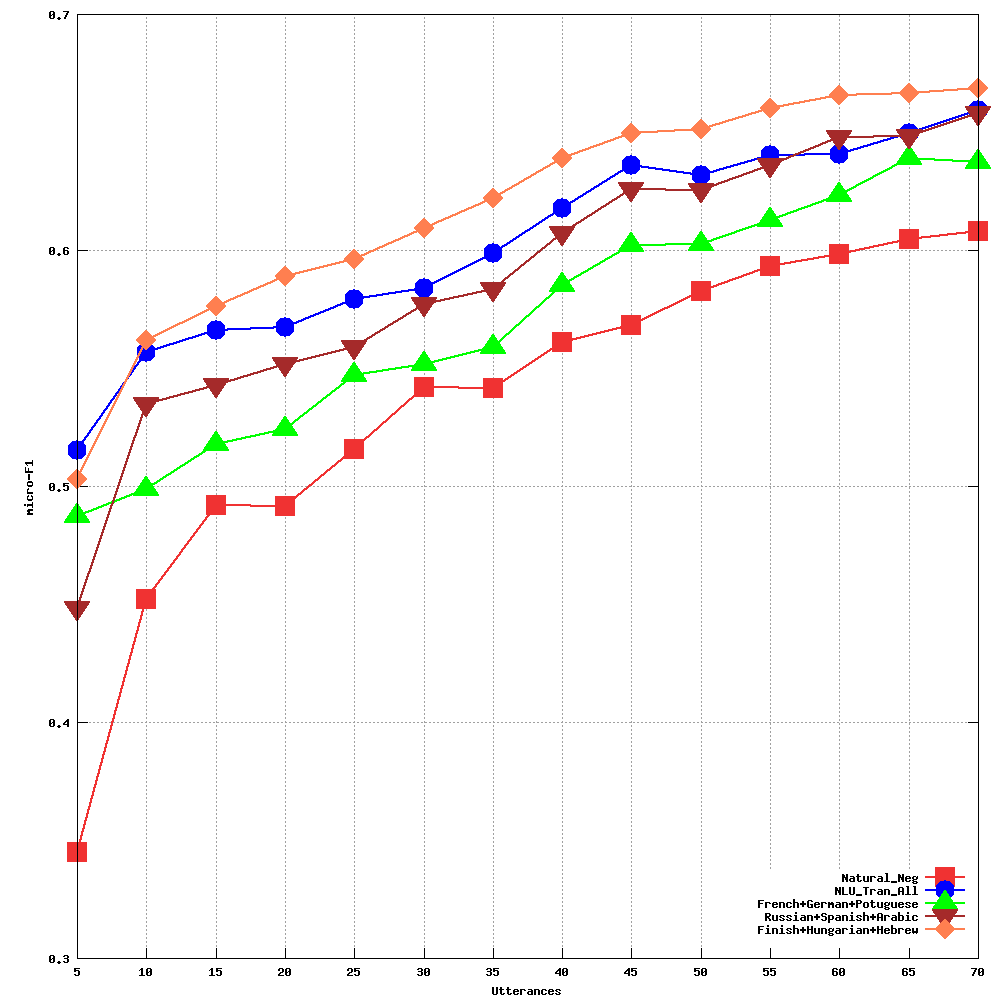 0.7
0.6
0.5
0.4
0.3
micro-F1
Natural_Neg
NLU_Tran_All
French+German+Potuguese
Russian+Spanish+Arabic
Finish+Hungarian+Hebrew
5 10 15 20 25 30 35 40 45 50 55 60 65 70
Utterances